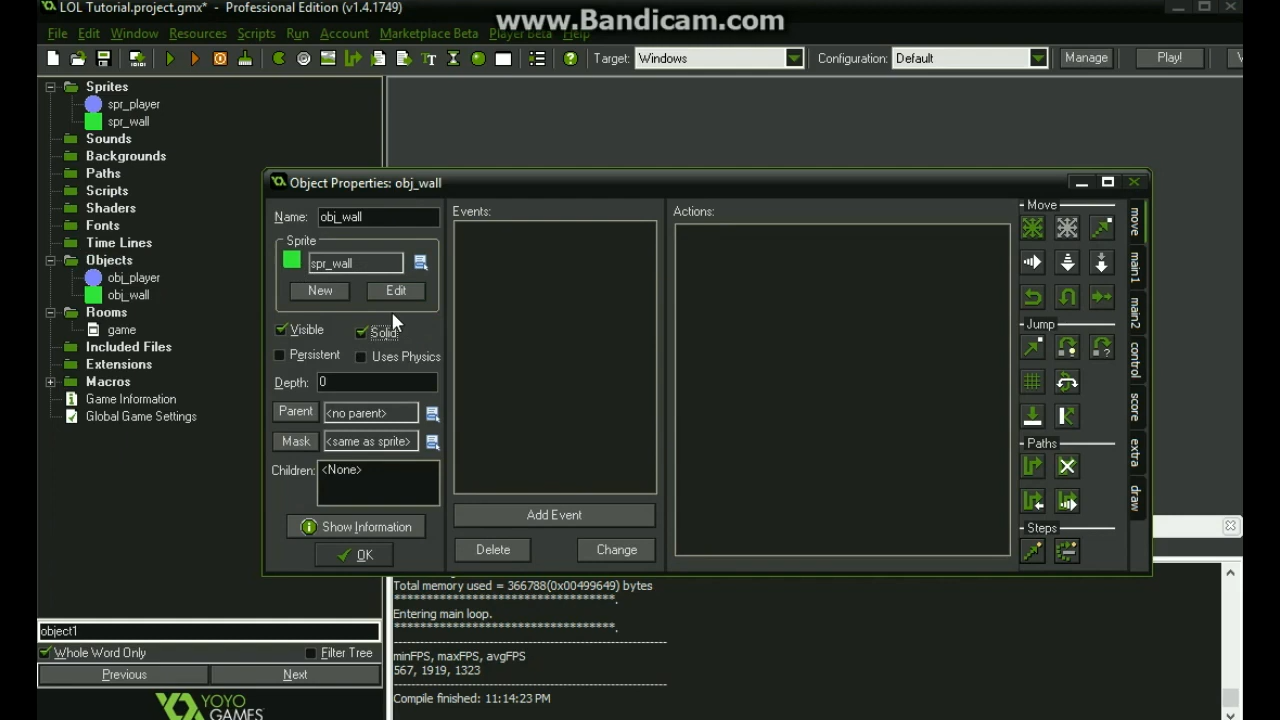 LOL Tutorial.project.gmx* - Professional Edition (v1.4.1749)
www.Bandicam.com
File Edit Window Resources Scripts Run Account Marketplace Beta Player Beta Help
Target: Windows Configuration: Default Manage Play!
Sprites
spr_player
spr_wall
Sounds
Backgrounds
Paths
Scripts
Shaders
Fonts
Time Lines
Objects
obj_player
obj_wall
Rooms
game
Included Files
Extensions
Macros
Game Information
Global Game Settings
object1
Whole Word Only Filter Tree
Previous Next
YOYO
GAMES
Object Properties: obj_wall
Name: obj_wall
Sprite
spr_wall
New Edit
Visible Solid
Persistent Uses Physics
Depth: 0
Parent <no parent>
Mask <same as sprite>
Children: <None>
Show Information
OK
Events:
Add Event
Delete Change
Actions:
Move
Jump
Paths
Steps
move
main1
main2
control
score
extra
draw
Total memory used = 366788(0x00499649) bytes
**************************************.
Entering main loop.
**************************************.
minFPS, maxFPS, avgFPS
567, 1919, 1323
Compile finished: 11:14:23 PM